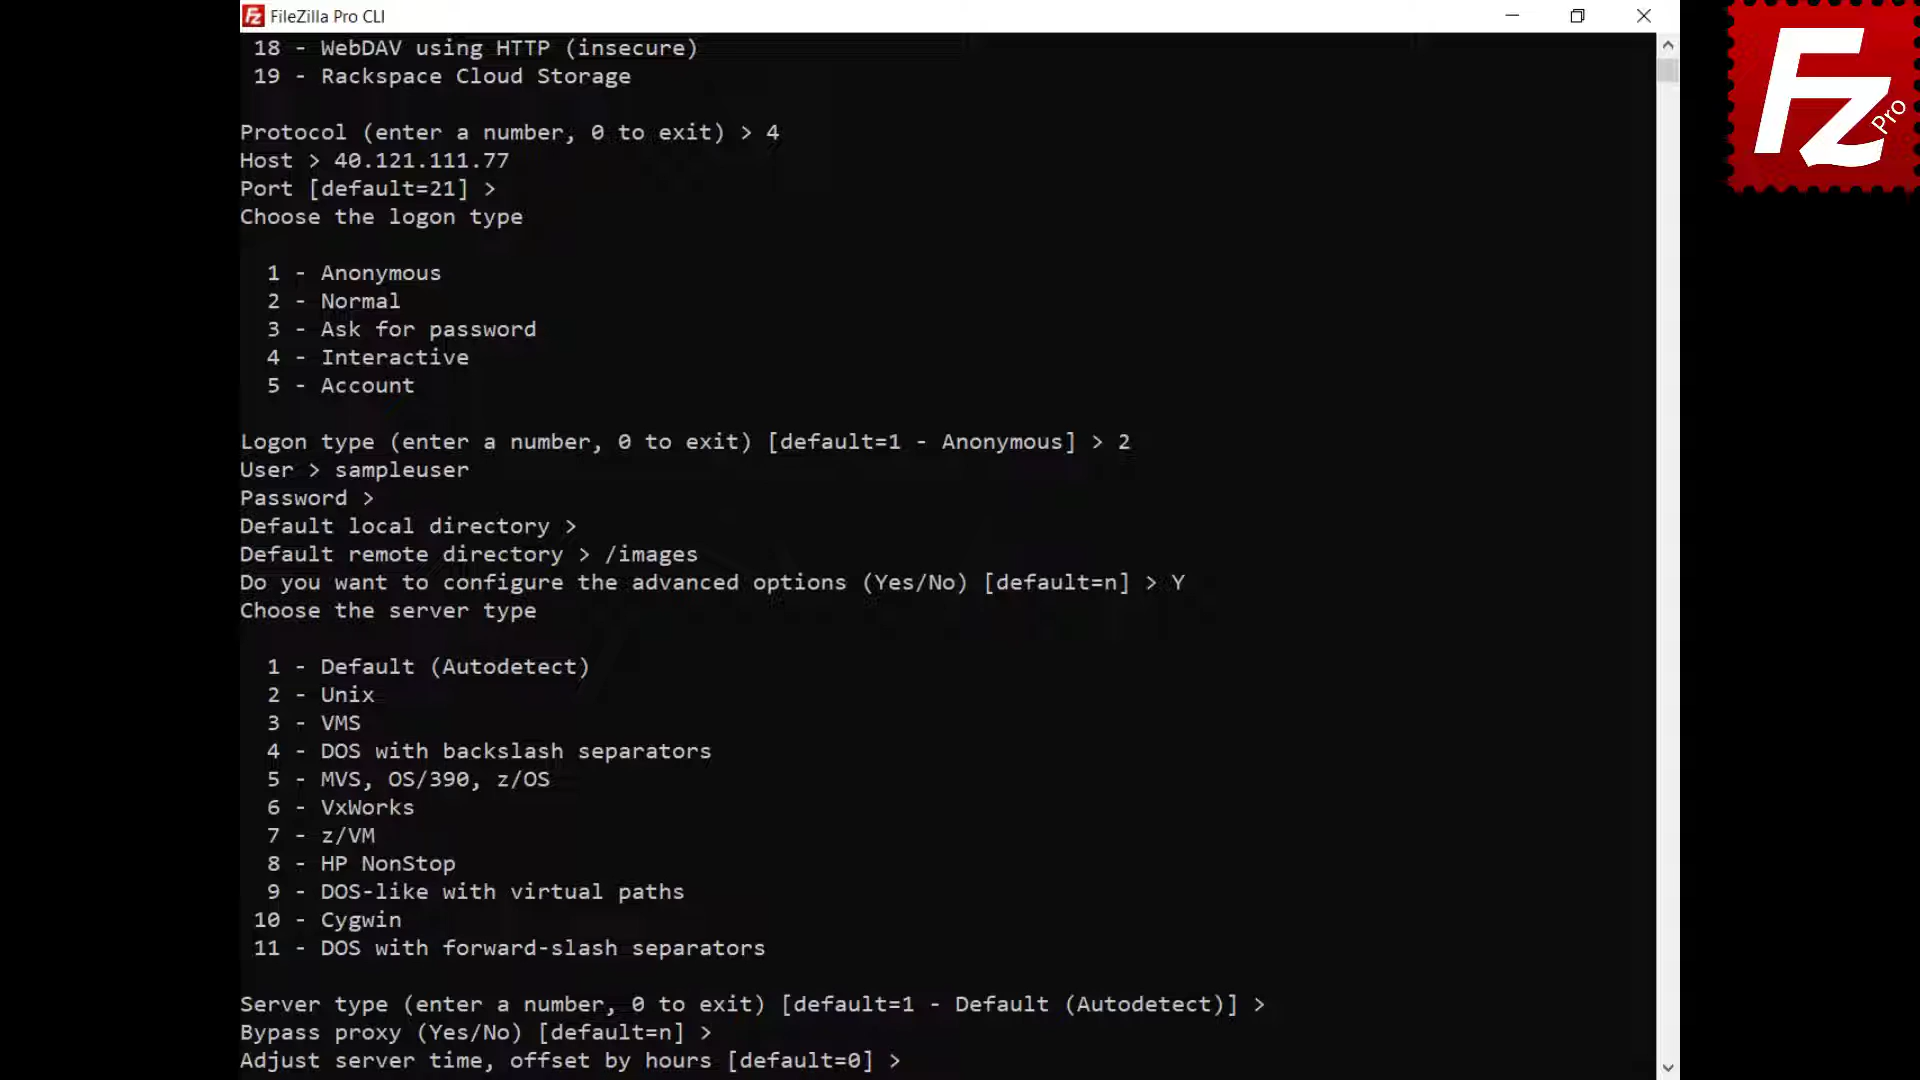 FileZilla Pro CLI
18 - WebDAV using HTTP (insecure)
19 - Rackspace Cloud Storage
Protocol (enter a number, 0 to exit) > 4
Host > 40.121.111.77
Port [default=21] >
Choose the logon type
1 - Anonymous
2 - Normal
3 - Ask for password
4 - Interactive
5 - Account
Logon type (enter a number, 0 to exit) [default=1 - Anonymous] > 2
User > sampleuser
Password >
Default local directory >
Default remote directory > /images
Do you want to configure the advanced options (Yes/No) [default=n] > Y
Choose the server type
1 - Default (Autodetect)
2 - Unix
3 - VMS
4 - DOS with backslash separators
5 - MVS, OS/390, z/OS
6 - VxWorks
7 - z/VM
8 - HP NonStop
9 - DOS-like with virtual paths
10 - Cygwin
11 - DOS with forward-slash separators
Server type (enter a number, 0 to exit) [default=1 - Default (Autodetect)] >
Bypass proxy (Yes/No) [default=n] >
Adjust server time, offset by hours [default=0] >
Fz Pro